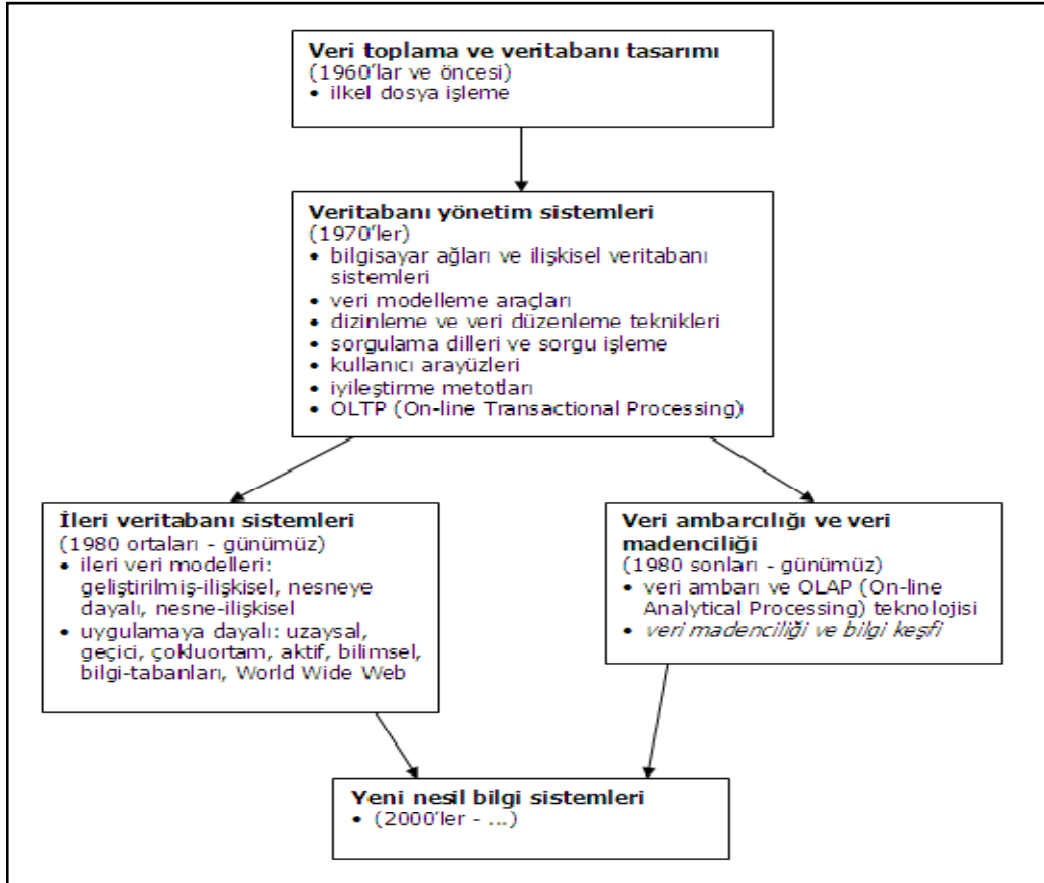 Veri toplama ve veritabanı tasarımı
(1960'lar ve öncesi)
• ilkel dosya işleme
Veritabanı yönetim sistemleri
(1970'ler)
• bilgisayar ağları ve ilişkisel veritabanı
sistemleri
• veri modelleme araçları
• dizinleme ve veri düzenleme teknikleri
• sorgulama dilleri ve sorgu işleme
• kullanıcı arayüzleri
• iyileştirme metotları
• OLTP (On-line Transactional Processing)
İleri veritabanı sistemleri
(1980 ortaları - günümüz)
• ileri veri modelleri:
geliştirilmiş-ilişkisel, nesneye
dayalı, nesne-ilişkisel
• uygulamaya dayalı: uzaysal,
geçici, çokluortam, aktif, bilimsel,
bilgi-tabanları, World Wide Web
Veri ambarcılığı ve veri
madenciliği
(1980 sonları - günümüz)
• veri ambarı ve OLAP (On-line
Analytical Processing) teknolojisi
• veri madenciliği ve bilgi keşfi
Yeni nesil bilgi sistemleri
• (2000'ler - ...)